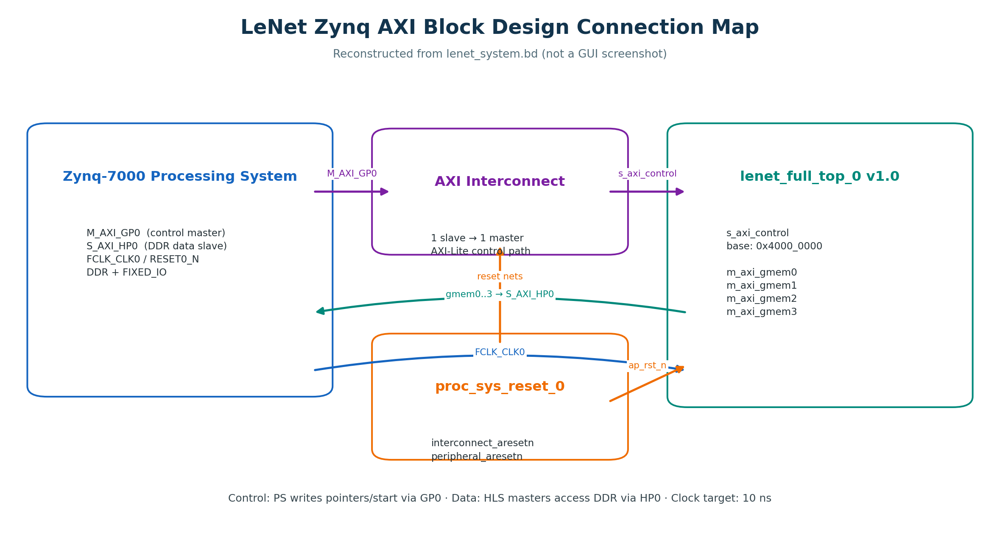 LeNet Zynq AXI Block Design Connection Map
Reconstructed from lenet_system.bd (not a GUI screenshot)
Zynq-7000 Processing System
M_AXI_GP0  (control master)
S_AXI_HP0  (DDR data slave)
FCLK_CLK0 / RESET0_N
DDR + FIXED_IO
M_AXI_GP0
AXI Interconnect
1 slave → 1 master
AXI-Lite control path
s_axi_control
lenet_full_top_0 v1.0
s_axi_control
base: 0x4000_0000
m_axi_gmem0
m_axi_gmem1
m_axi_gmem2
m_axi_gmem3
reset nets
gmem0..3 → S_AXI_HP0
FCLK_CLK0
ap_rst_n
proc_sys_reset_0
interconnect_aresetn
peripheral_aresetn
Control: PS writes pointers/start via GP0 · Data: HLS masters access DDR via HP0 · Clock target: 10 ns